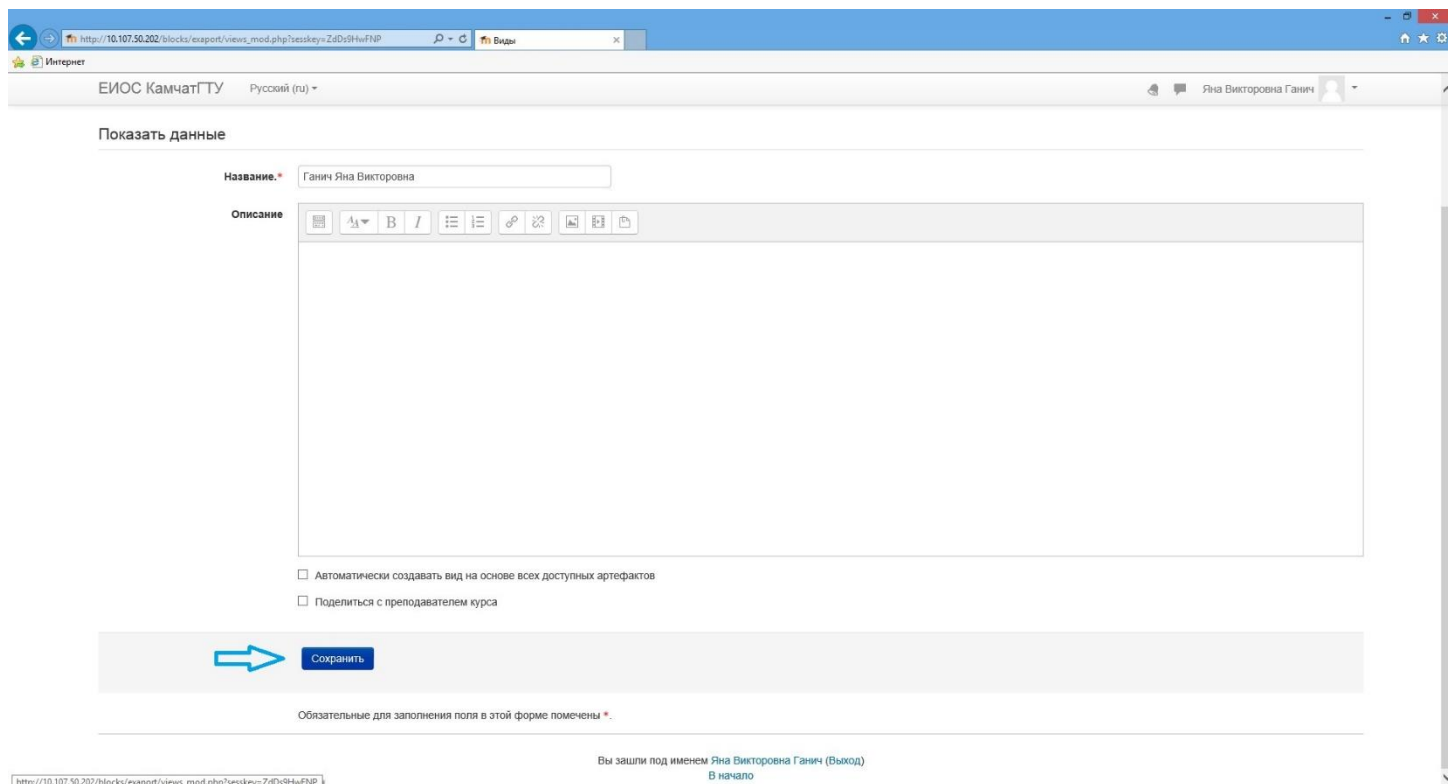 http://10.107.50.202/blocks/exaport/views_mod.php?sesskey=ZdDs9HwFNP
Виды
Интернет
ЕИОС КамчатГТУ Русский (ru)
Яна Викторовна Ганич
Показать данные
Название.*
Ганич Яна Викторовна
Описание
B I
Автоматически создавать вид на основе всех доступных артефактов
Поделиться с преподавателем курса
Сохранить
Обязательные для заполнения поля в этой форме помечены *.
Вы зашли под именем Яна Викторовна Ганич (Выход)
В начало
http://10.107.50.202/blocks/exaport/views_mod.php?sesskey=ZdDs9HwFNP